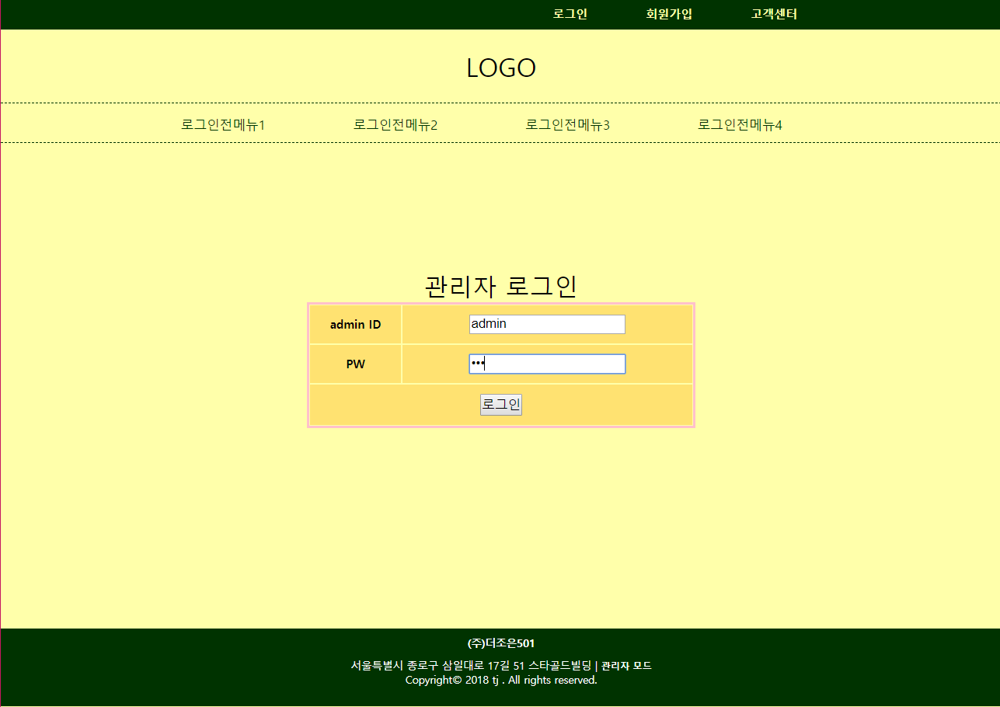 로그인 회원가입 고객센터
LOGO
로그인전메뉴1 로그인전메뉴2 로그인전메뉴3 로그인전메뉴4
관리자 로그인
admin ID admin
PW •••
로그인
(주)더조은501
서울특별시 종로구 삼일대로 17길 51 스타골드빌딩 | 관리자 모드
Copyright© 2018 tj . All rights reserved.